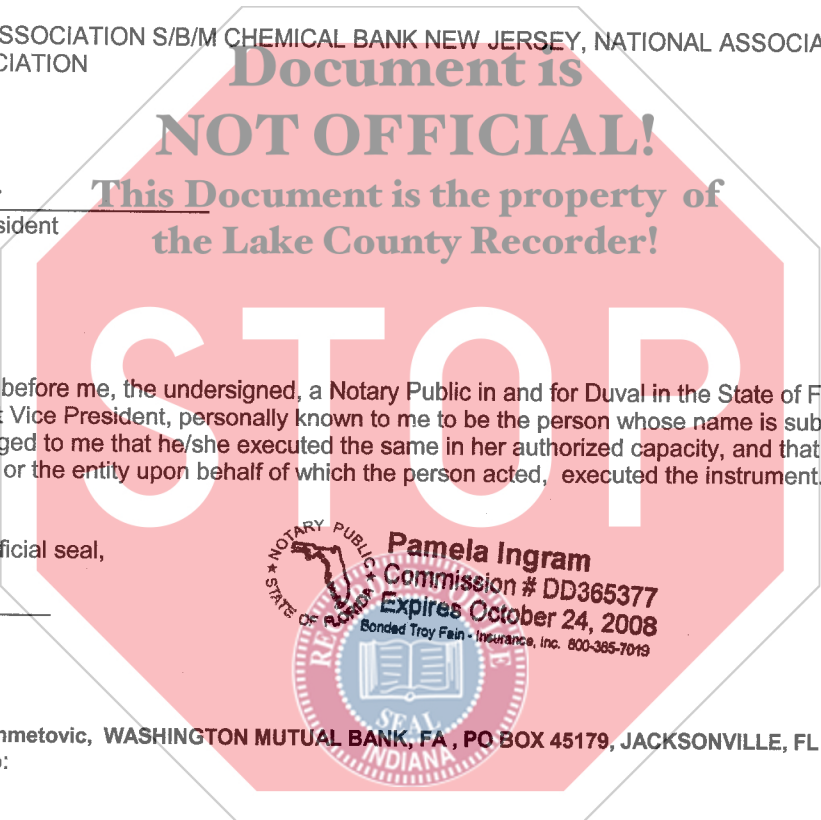 SSOCIATION S/B/M CHEMICAL BANK NEW JERSEY, NATIONAL ASSOCIA
CIATION
Document is
NOT OFFICIAL!
This Document is the property of
the Lake County Recorder!
sident
STOP
before me, the undersigned, a Notary Public in and for Duval in the State of F
Vice President, personally known to me to be the person whose name is sub
ged to me that he/she executed the same in her authorized capacity, and that
or the entity upon behalf of which the person acted, executed the instrument.
ficial seal,
NOTARY PUBLIC
STATE OF FLORIDA
Pamela Ingram
Commission # DD365377
Expires October 24, 2008
Bonded Troy Fain - Insurance, Inc. 800-385-7019
SEAL
INDIANA
hmetovic, WASHINGTON MUTUAL BANK, FA , PO BOX 45179, JACKSONVILLE, FL
: